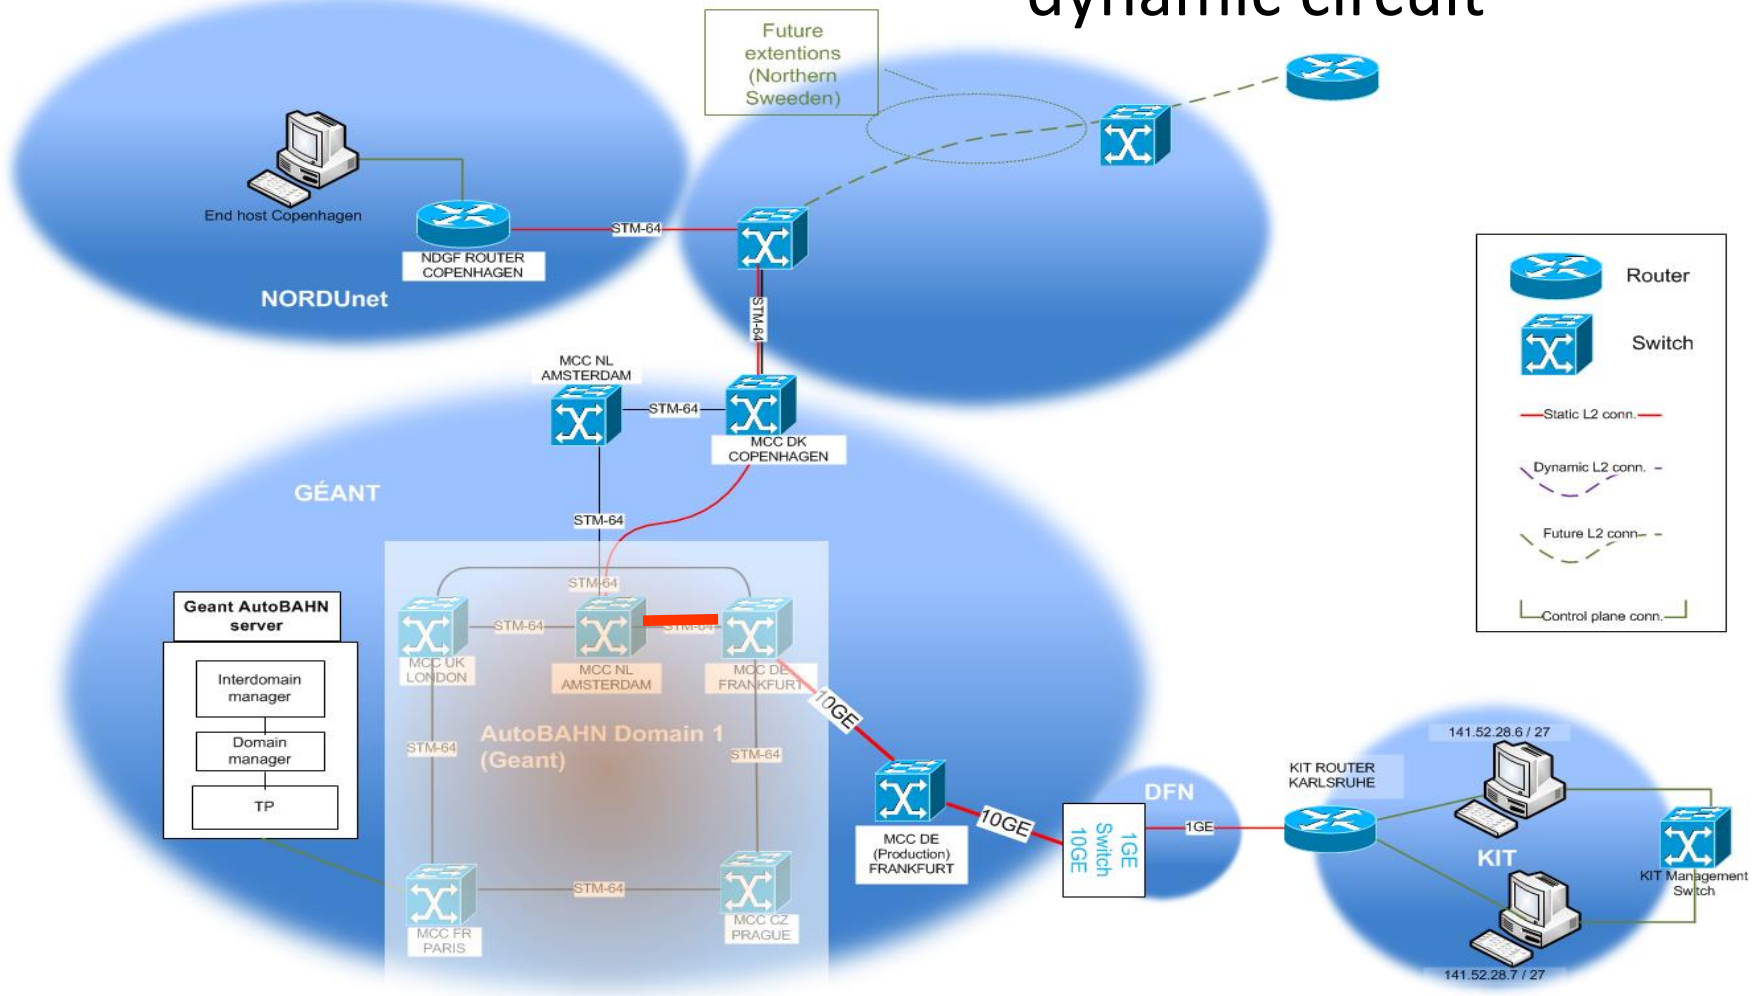 dynamic circuit
Future
extentions
(Northern
Sweeden)
End host Copenhagen
STM-64
NDGF ROUTER
COPENHAGEN
NORDUnet
STM-64
Router
Switch
Static L2 conn.
Dynamic L2 conn.
Future L2 conn
Control plane conn.
MCC NL
AMSTERDAM
STM-64
MCC DK
COPENHAGEN
GÉANT
STM-64
STM-64
Geant AutoBAHN
server
Interdomain
manager
Domain
manager
TP
STM-64
STM-64
MCC UK
LONDON
MCC NL
AMSTERDAM
MCC DE
FRANKFURT
10GE
AutoBAHN Domain 1
(Geant)
STM-64
STM-64
STM-64
MCC FR
PARIS
MCC CZ
PRAGUE
MCC DE
(Production)
FRANKFURT
10GE
DFN
1GE
Switch
10GE
1GE
KIT ROUTER
KARLSRUHE
141.52.28.6 / 27
KIT
KIT Management
Switch
141.52.28.7 / 27